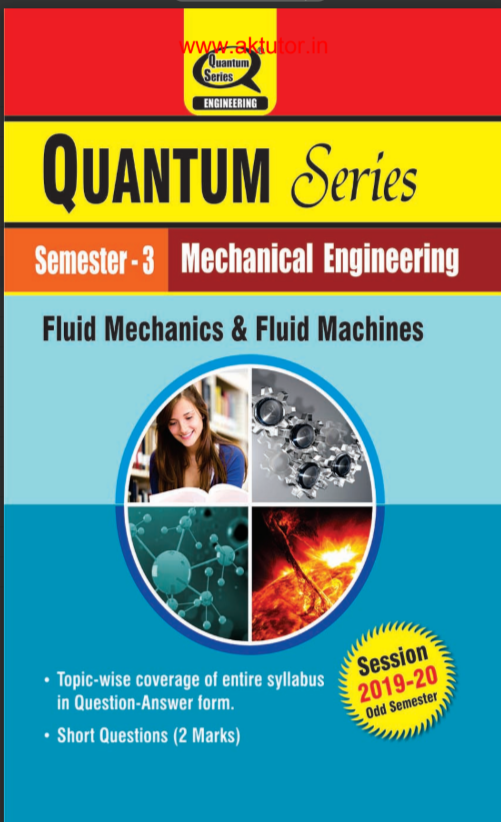 www.aktutor.in
Quantum
Series
ENGINEERING
QUANTUM Series
Semester - 3 Mechanical Engineering
Fluid Mechanics & Fluid Machines
Session
2019-20
Odd Semester
• Topic-wise coverage of entire syllabus
in Question-Answer form.
• Short Questions (2 Marks)